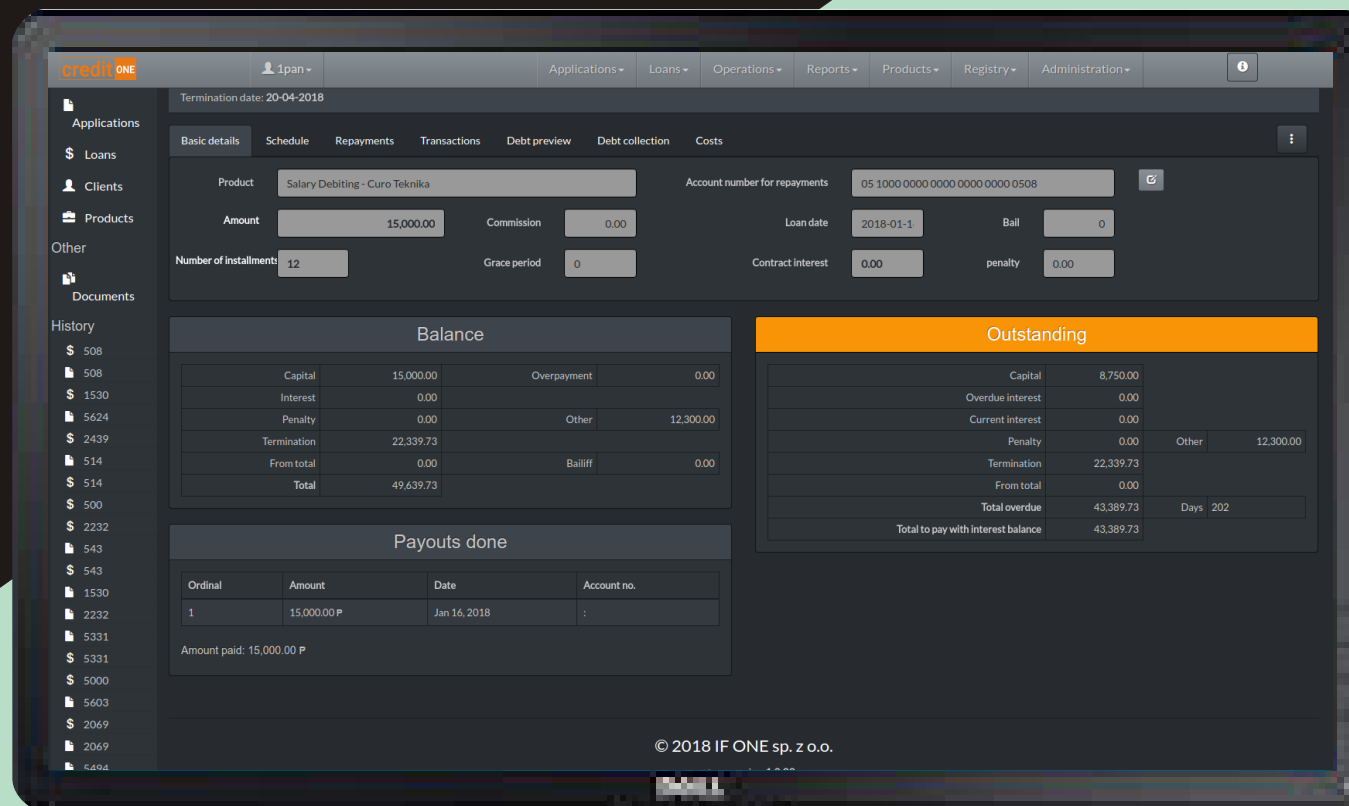 credit ONE
1pan
Applications Loans Operations Reports Products Registry Administration
Applications
Loans
Clients
Products
Other
Documents
History
508
508
1530
5624
2439
514
514
500
2232
543
543
1530
2232
5331
5331
5000
5603
2069
2069
5494
Termination date: 20-04-2018
Basic details Schedule Repayments Transactions Debt preview Debt collection Costs
Product Salary Debiting - Curo Teknika Account number for repayments 05 1000 0000 0000 0000 0000 0508
Amount 15,000.00 Commission 0.00 Loan date 2018-01-1 Bail 0
Number of installments 12 Grace period 0 Contract interest 0.00 penalty 0.00
Balance
Capital 15,000.00 Overpayment 0.00
Interest 0.00
Penalty 0.00 Other 12,300.00
Termination 22,339.73
From total 0.00 Bailiff 0.00
Total 49,639.73
Outstanding
Capital 8,750.00
Overdue interest 0.00
Current interest 0.00
Penalty 0.00 Other 12,300.00
Termination 22,339.73
From total 0.00
Total overdue 43,389.73 Days 202
Total to pay with interest balance 43,389.73
Payouts done
Ordinal Amount Date Account no.
1 15,000.00 ₱ Jan 16, 2018 :
Amount paid: 15,000.00 ₱
© 2018 IF ONE sp. z o.o.